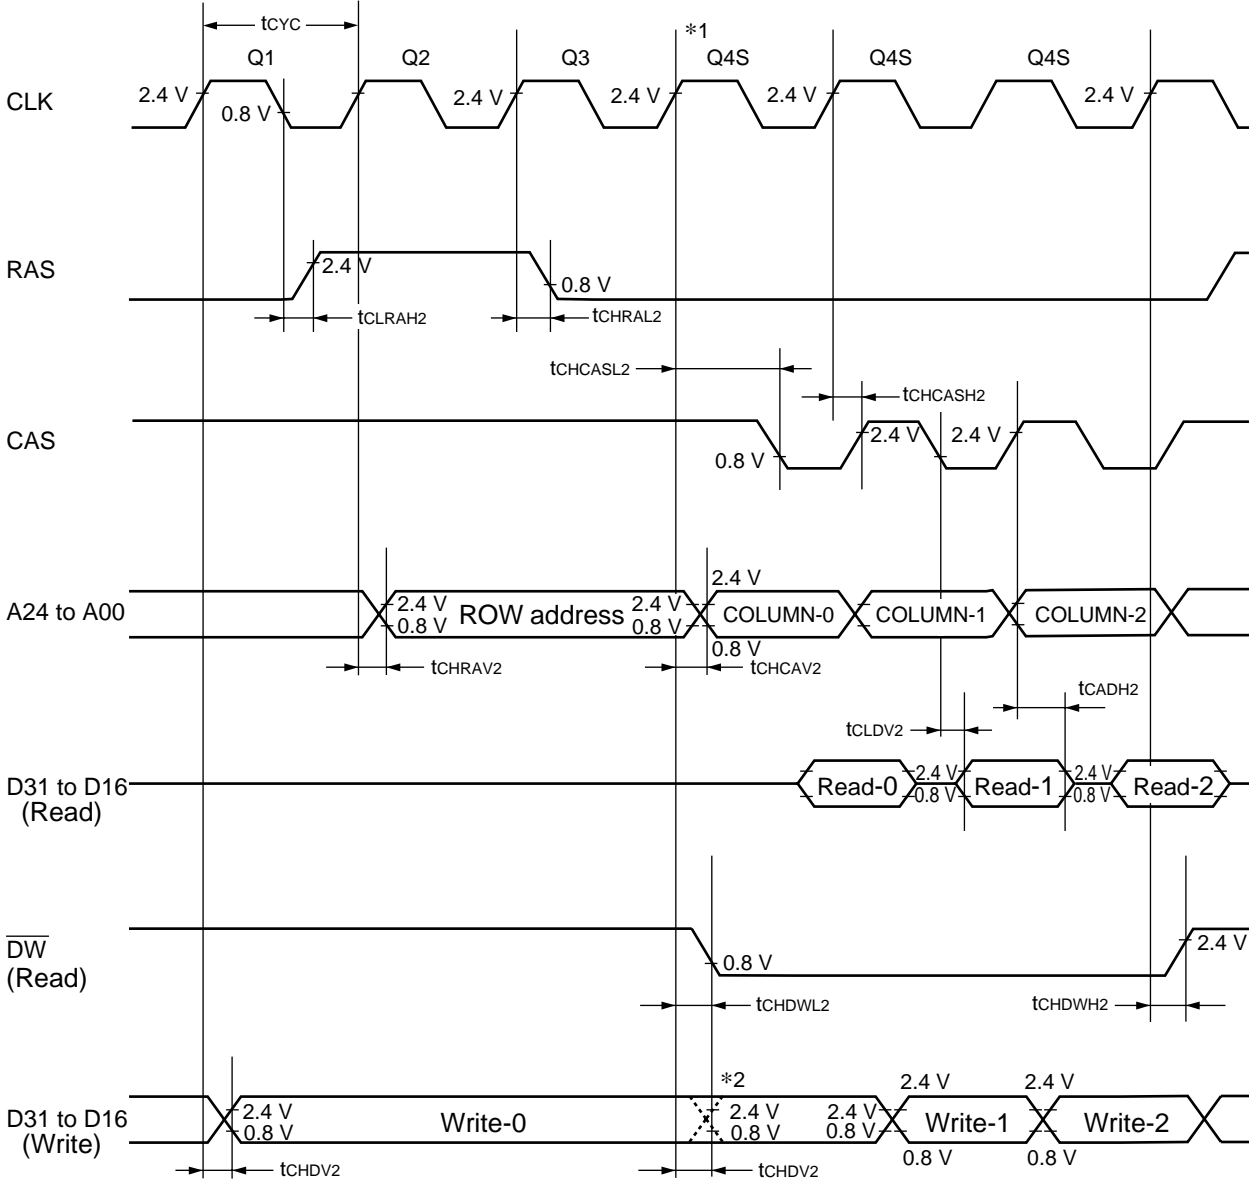 tCYC
*1
Q1 Q2 Q3 Q4S Q4S Q4S
CLK 2.4 V 0.8 V 2.4 V 2.4 V 2.4 V 2.4 V
RAS 2.4 V 0.8 V
tCLRAH2 tCHRAL2
tCHCASL2 tCHCASH2
CAS 0.8 V 2.4 V 2.4 V
2.4 V
A24 to A00 2.4 V 0.8 V ROW address 2.4 V 0.8 V COLUMN-0 COLUMN-1 COLUMN-2
0.8 V
tCHRAV2 tCHCAV2
tCADH2
tCLDV2
D31 to D16 (Read) Read-0 2.4 V 0.8 V Read-1 2.4 V 0.8 V Read-2
DW (Read) 0.8 V 2.4 V
tCHDWL2 tCHDWH2
*2 2.4 V 2.4 V
D31 to D16 (Write) 2.4 V 0.8 V Write-0 2.4 V 0.8 V 2.4 V 0.8 V Write-1 Write-2
0.8 V 0.8 V
tCHDV2 tCHDV2